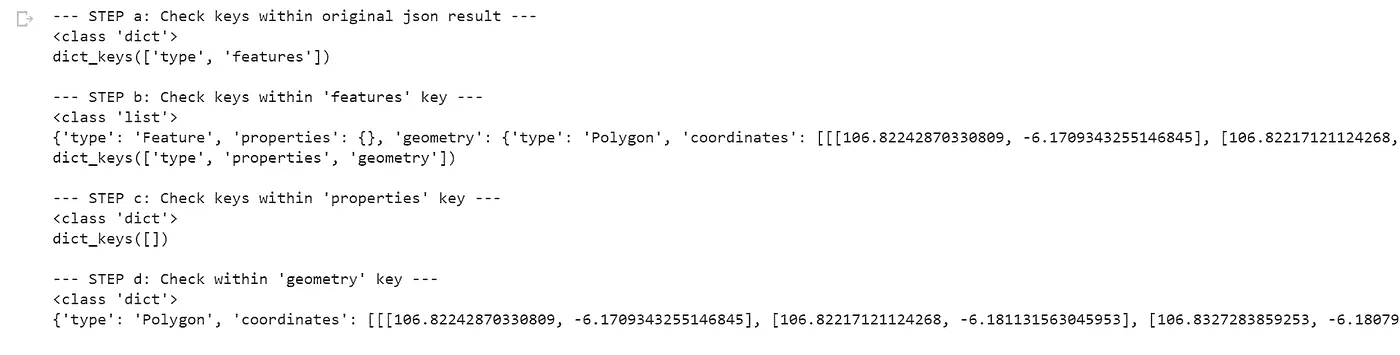 --- STEP a: Check keys within original json result ---
<class 'dict'>
dict_keys(['type', 'features'])
--- STEP b: Check keys within 'features' key ---
<class 'list'>
{'type': 'Feature', 'properties': {}, 'geometry': {'type': 'Polygon', 'coordinates': [[[106.82242870330809, -6.1709343255146845], [106.82217121124268,
dict_keys(['type', 'properties', 'geometry'])
--- STEP c: Check keys within 'properties' key ---
<class 'dict'>
dict_keys([])
--- STEP d: Check within 'geometry' key ---
<class 'dict'>
{'type': 'Polygon', 'coordinates': [[[106.82242870330809, -6.1709343255146845], [106.82217121124268, -6.181131563045953], [106.8327283859253, -6.18079